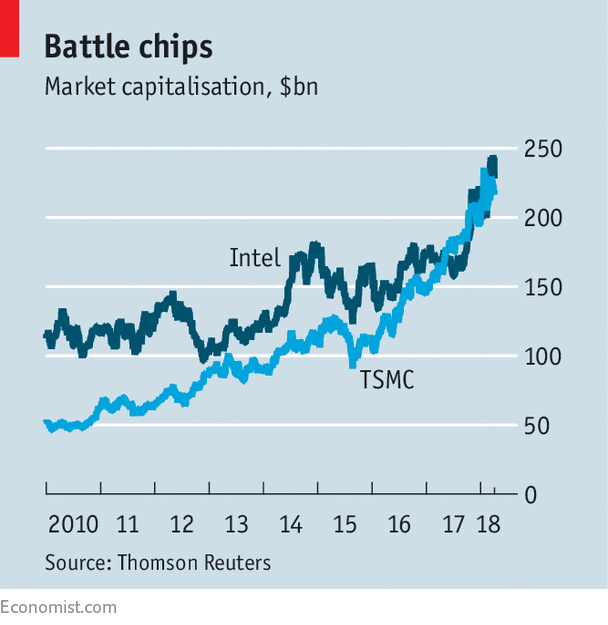 Battle chips
Market capitalisation, $bn
250
200
Intel
150
100
TSMC
50
0
2010 11 12 13 14 15 16 17 18
Source: Thomson Reuters
Economist.com